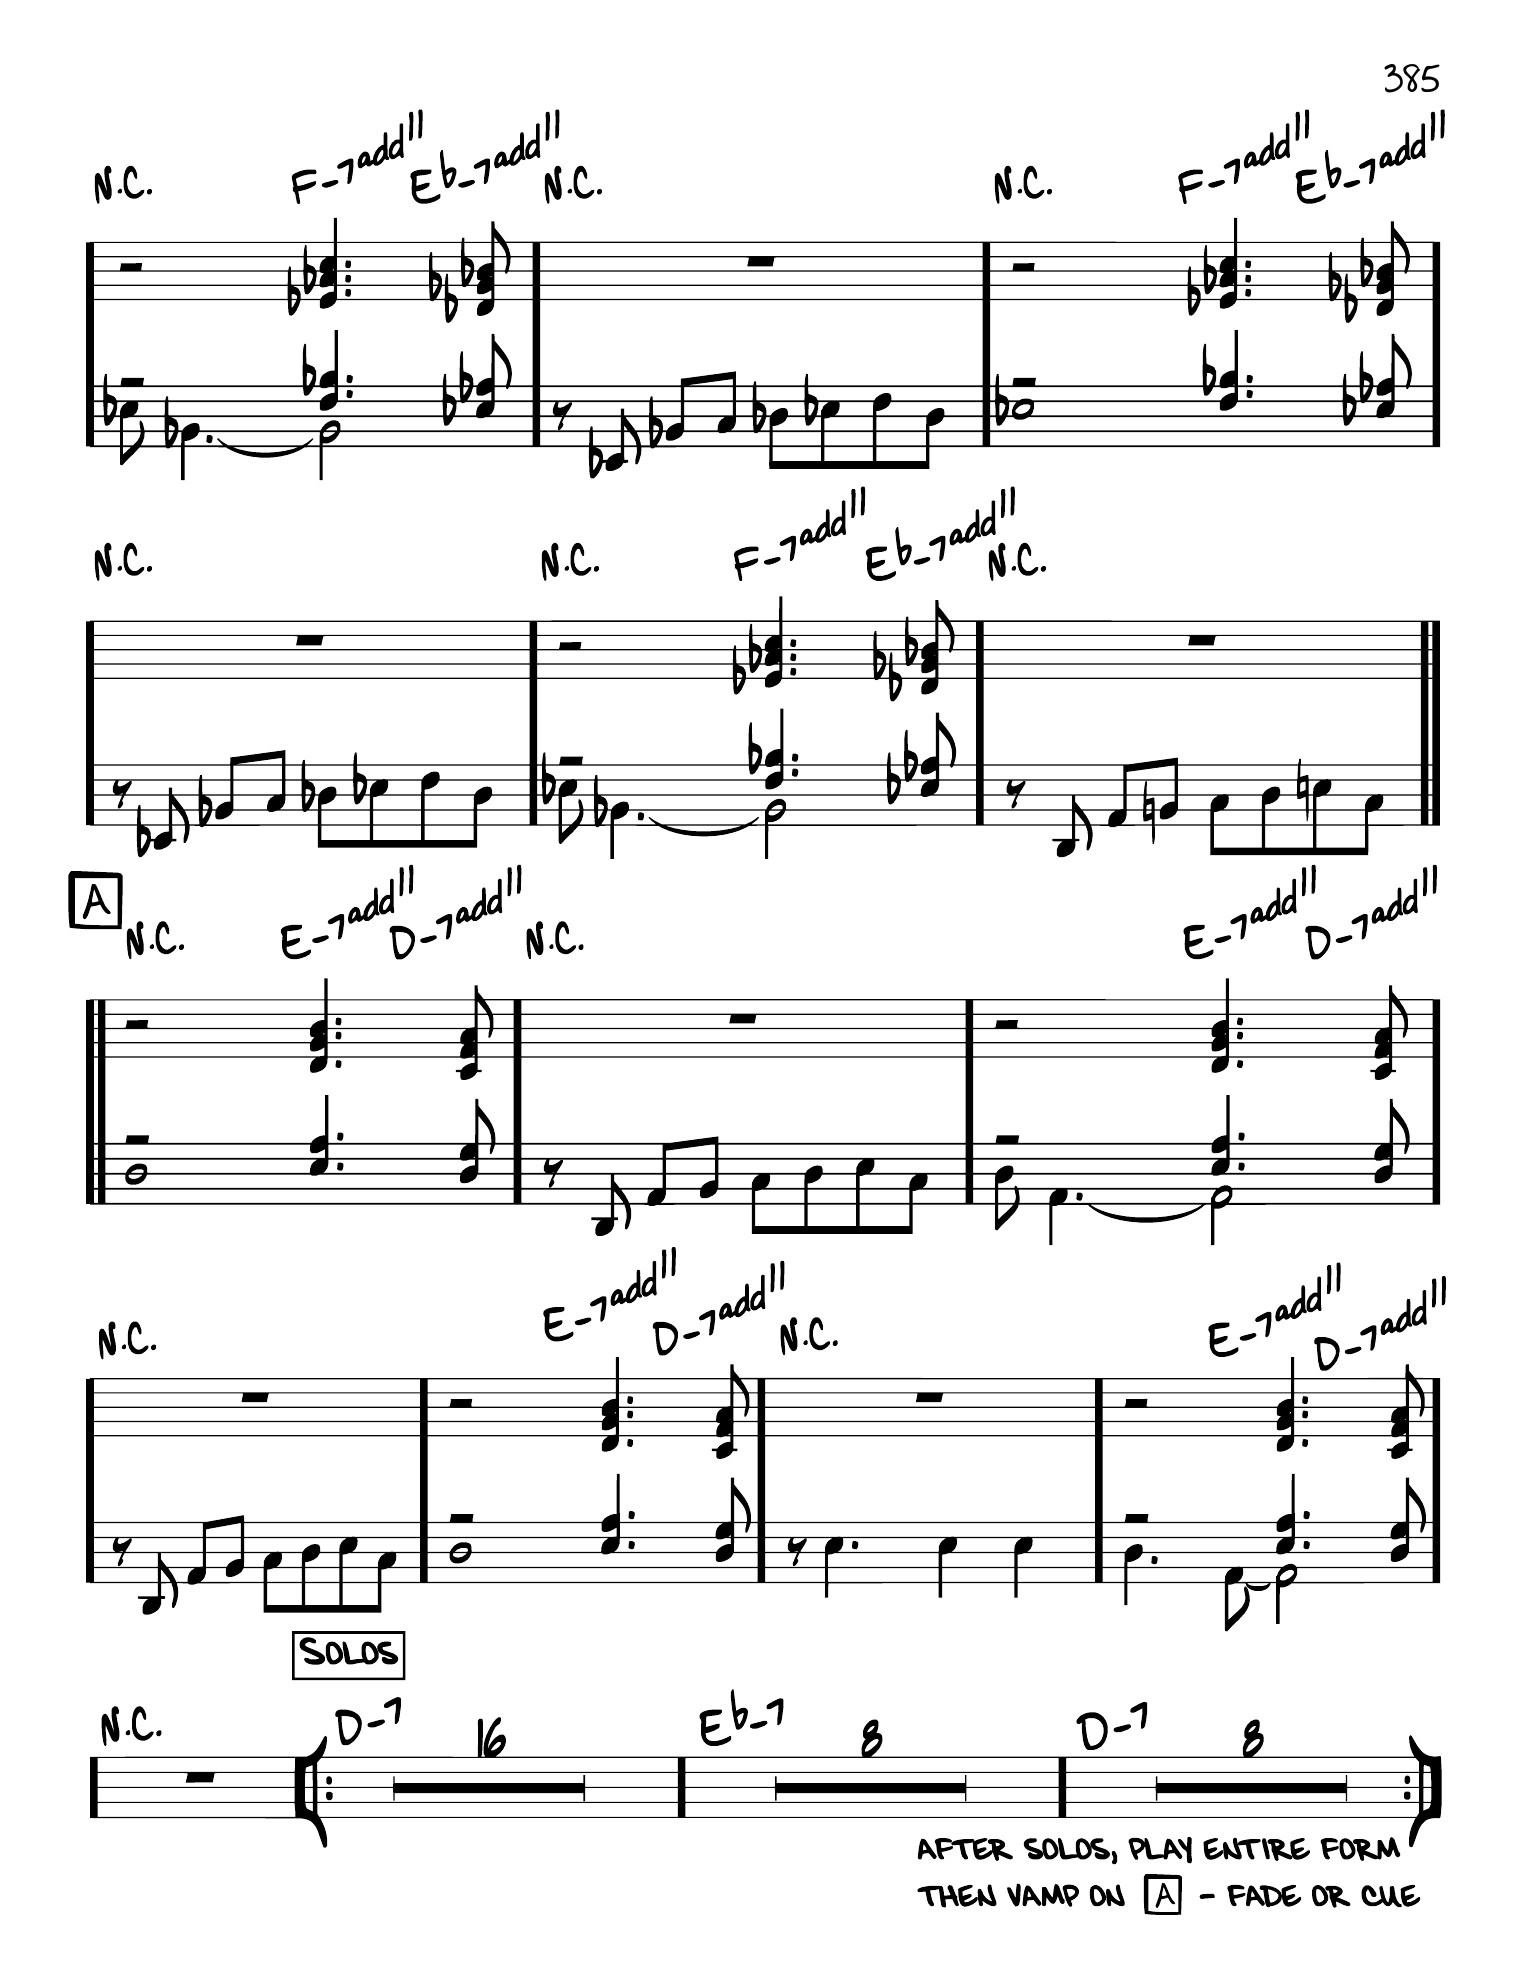 385
N.C. F-7add11 Eb-7add11 N.C. N.C. F-7add11 Eb-7add11
N.C. N.C. F-7add11 Eb-7add11 N.C.
A
N.C. E-7add11 D-7add11 N.C. E-7add11 D-7add11
N.C. E-7add11 D-7add11 N.C. E-7add11 D-7add11
SOLOS
N.C. D-7 16 Eb-7 8 D-7 8
AFTER SOLOS, PLAY ENTIRE FORM
THEN VAMP ON A - FADE OR CUE